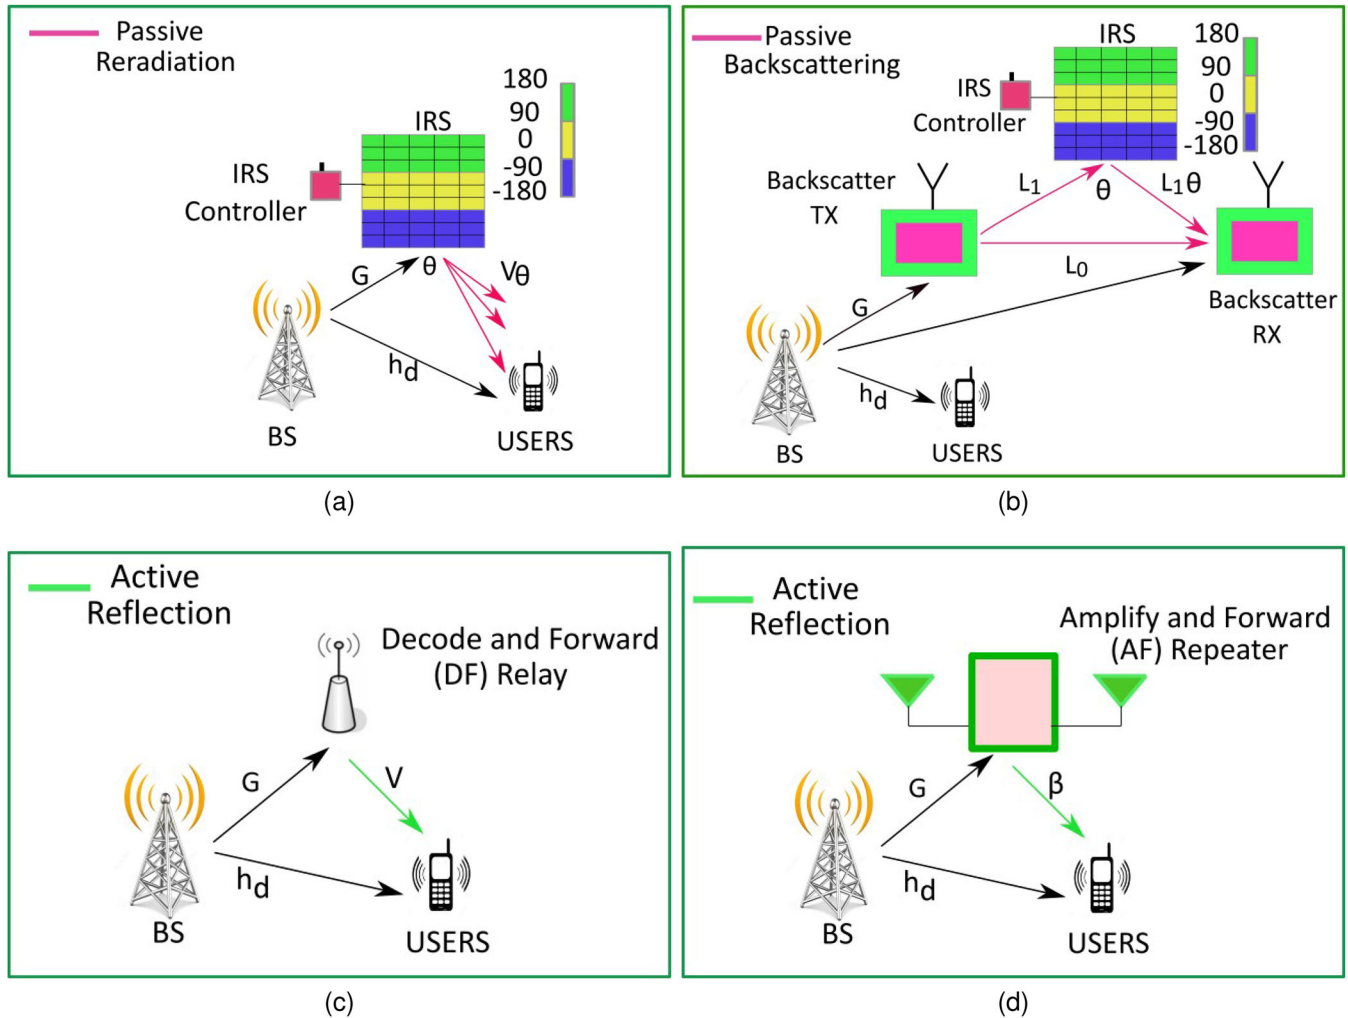 Passive
Reradiation
IRS
180
90
0
-90
-180
IRS
Controller
G
θ
Vθ
hd
BS
USERS
(a)
Passive
Backscattering
IRS
180
90
0
-90
-180
IRS
Controller
Backscatter
TX
L1
θ
L1θ
L0
G
Backscatter
RX
hd
BS
USERS
(b)
Active
Reflection
Decode and Forward
(DF) Relay
G
V
hd
BS
USERS
(c)
Active
Reflection
Amplify and Forward
(AF) Repeater
G
β
hd
BS
USERS
(d)